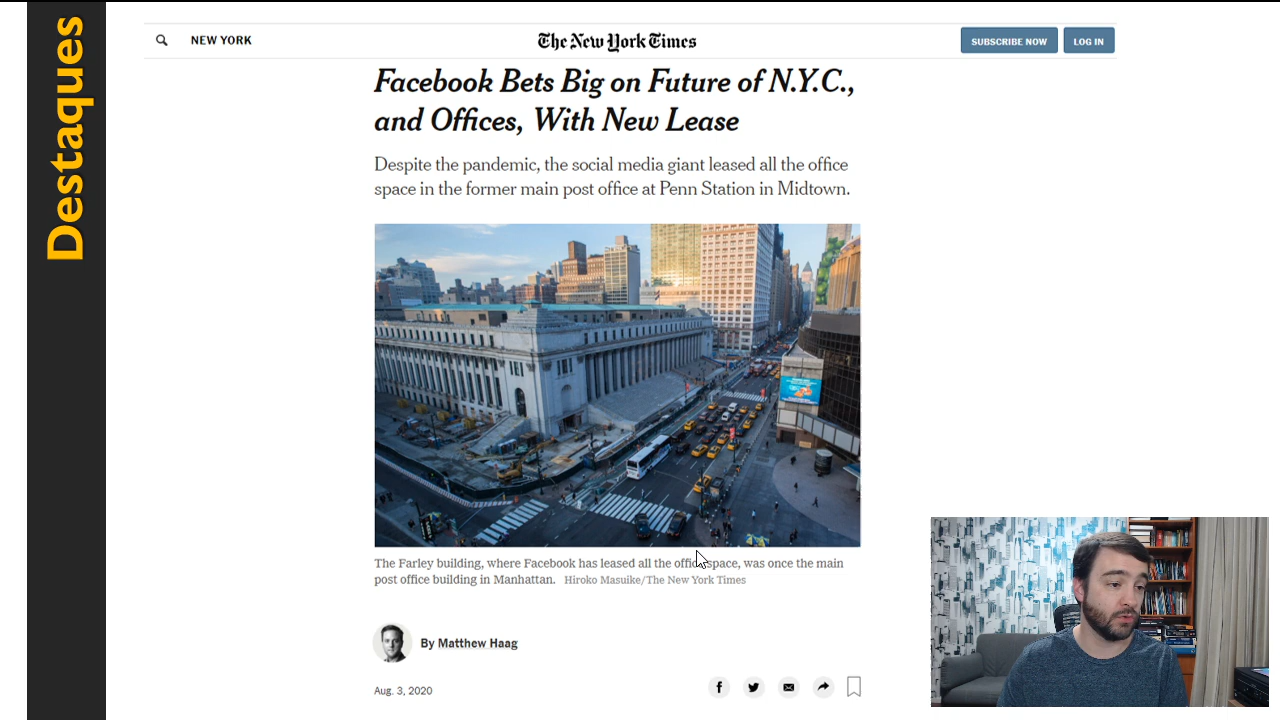 Destaques
NEW YORK
The New York Times
SUBSCRIBE NOW
LOG IN
Facebook Bets Big on Future of N.Y.C.,
and Offices, With New Lease
Despite the pandemic, the social media giant leased all the office
space in the former main post office at Penn Station in Midtown.
The Farley building, where Facebook has leased all the office space, was once the main
post office building in Manhattan. Hiroko Masuike/The New York Times
By Matthew Haag
Aug. 3, 2020